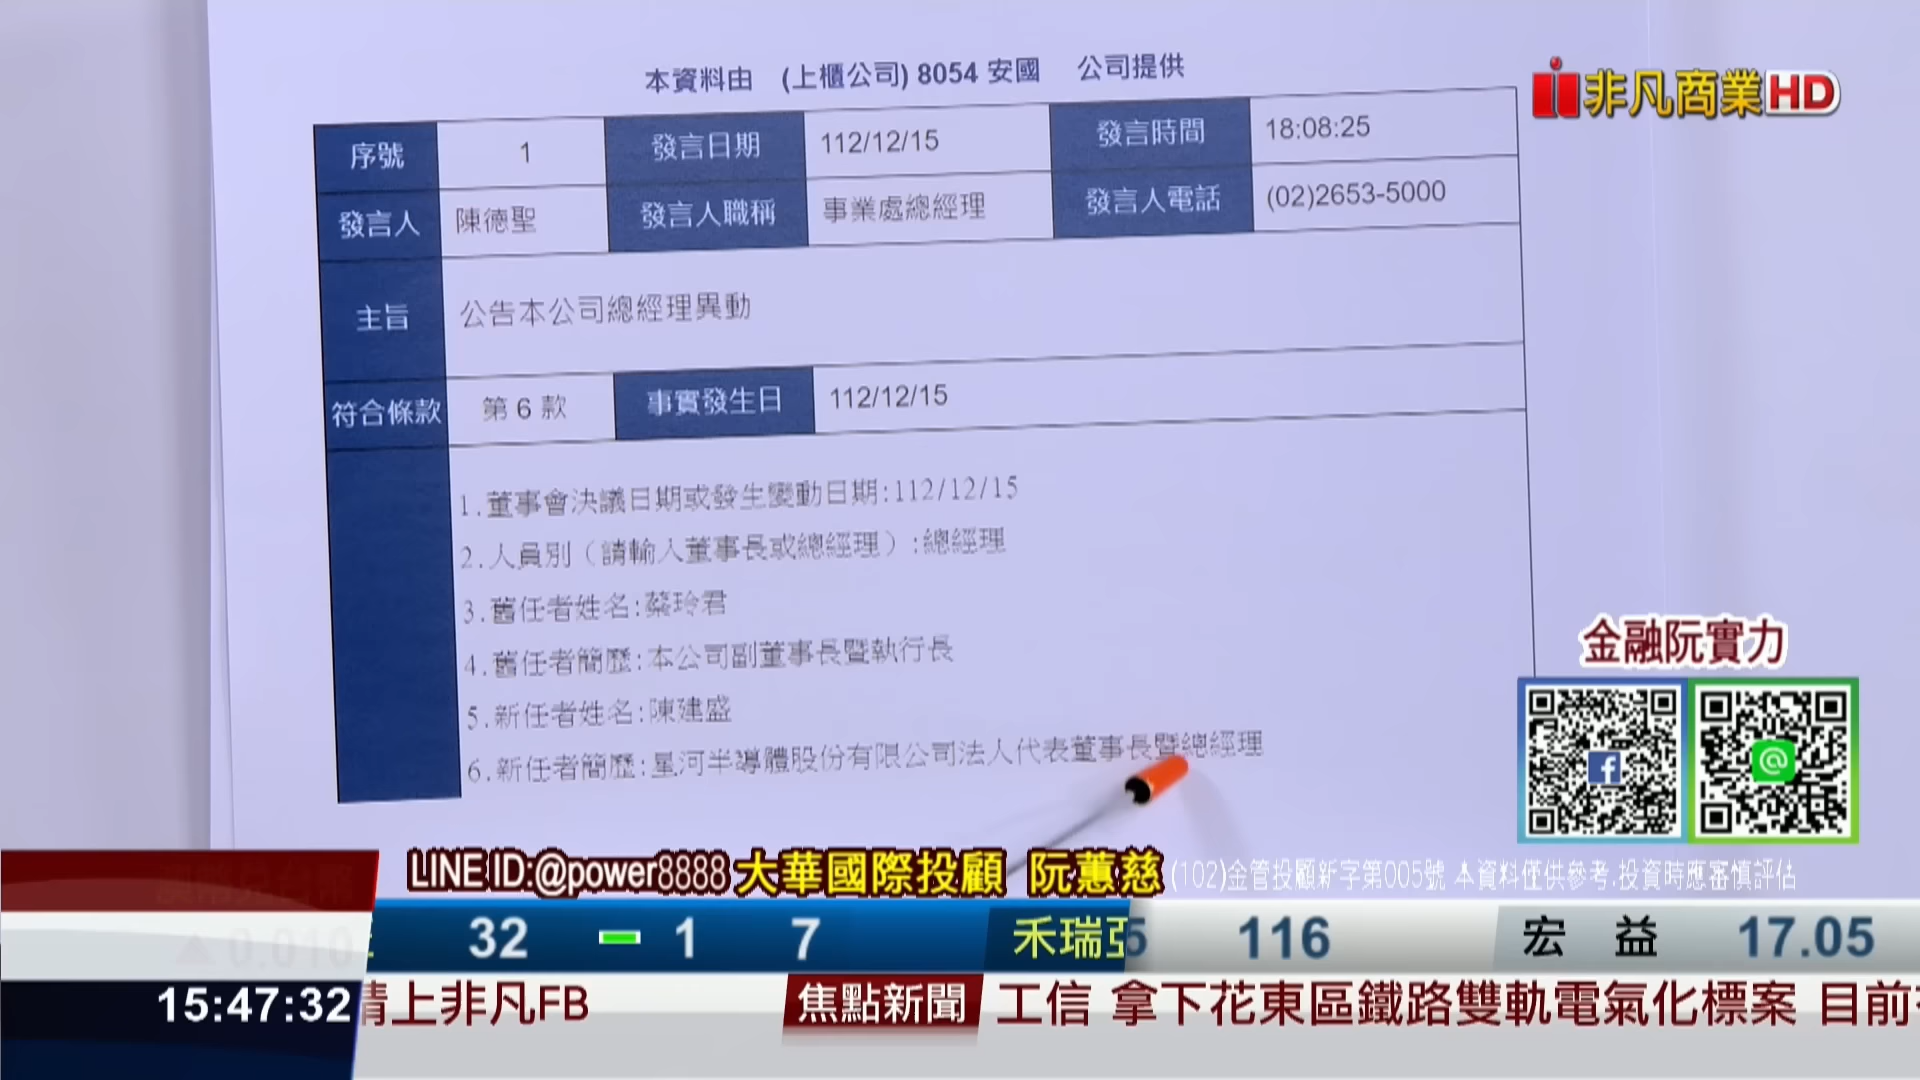 本資料由 (上櫃公司) 8054 安國 公司提供
非凡商業HD
序號 1 發言日期 112/12/15 發言時間 18:08:25
發言人 陳德聖 發言人職稱 事業處總經理 發言人電話 (02)2653-5000
主旨 公告本公司總經理異動
符合條款 第 6 款 事實發生日 112/12/15
1.董事會決議日期或發生變動日期:112/12/15
2.人員別（請輸入董事長或總經理）:總經理
3.舊任者姓名:蔡玲君
4.舊任者簡歷:本公司副董事長暨執行長
5.新任者姓名:陳建盛
6.新任者簡歷:星河半導體股份有限公司法人代表董事長暨總經理
金融阮實力
LINE ID:@power8888 大華國際投顧 阮蕙慈 (102)金管投顧新字第005號 本資料僅供參考,投資時應審慎評估
▲0.010
32 1 7 禾瑞亞 5 116 宏益 17.05
15:47:32 請上非凡FB 焦點新聞 工信 拿下花東區鐵路雙軌電氣化標案 目前